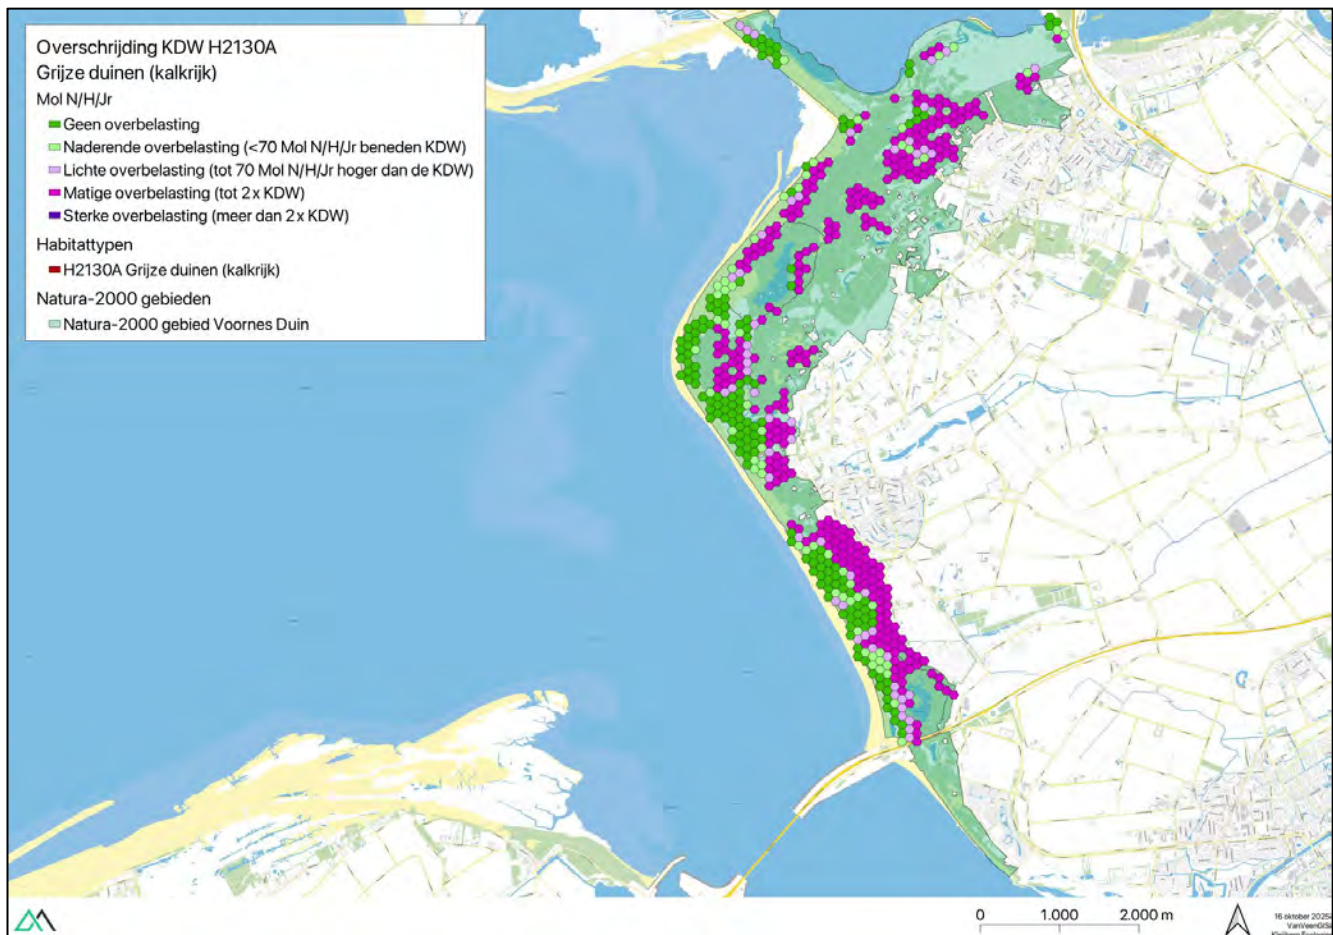 Overschrijding KDW H2130A
Grijze duinen (kalkrijk)
Mol N/H/Jr
Geen overbelasting
Naderende overbelasting (<70 Mol N/H/Jr beneden KDW)
Lichte overbelasting (tot 70 Mol N/H/Jr hoger dan de KDW)
Matige overbelasting (tot 2x KDW)
Sterke overbelasting (meer dan 2x KDW)
Habitattypen
H2130A Grijze duinen (kalkrijk)
Natura-2000 gebieden
Natura-2000 gebied Voornes Duin
0 1.000 2.000 m
16 oktober 2025
VanVeenGIS